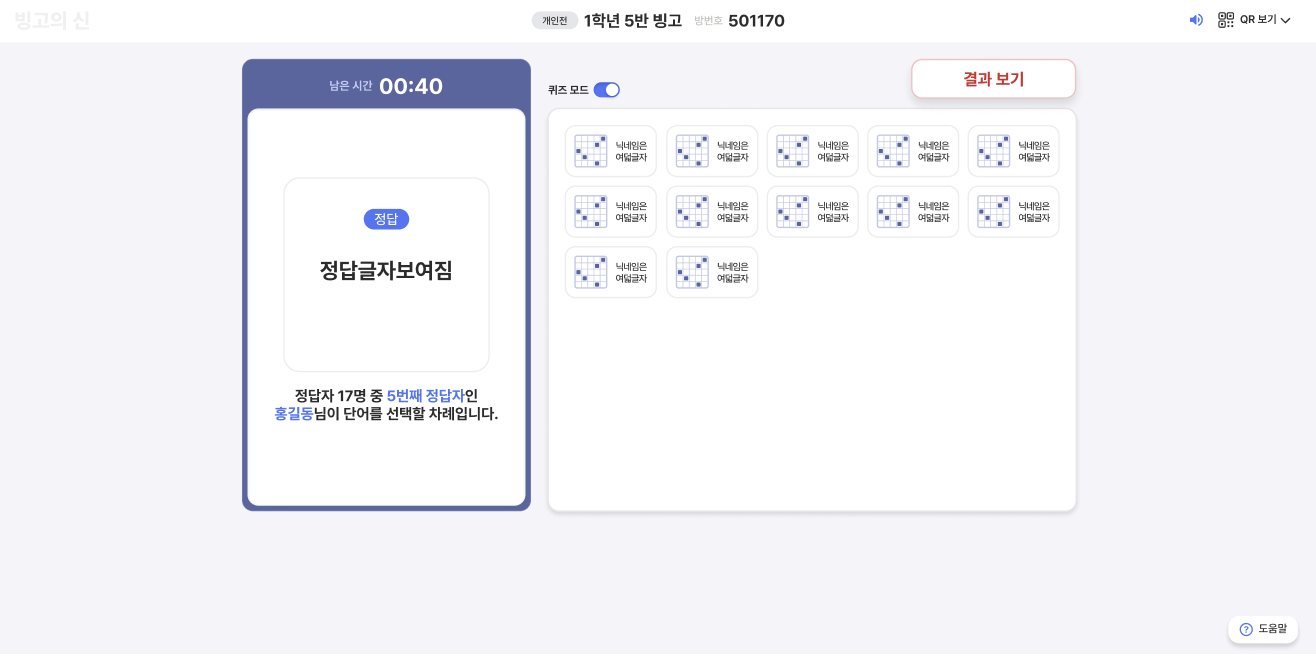 빙고의 신
개인전 1학년 5반 빙고 방번호 501170
QR 보기
남은 시간 00:40
정답
정답글자보여짐
정답자 17명 중 5번째 정답자인
홍길동님이 단어를 선택할 차례입니다.
퀴즈 모드
결과 보기
닉네임은
여덟글자
닉네임은
여덟글자
닉네임은
여덟글자
닉네임은
여덟글자
닉네임은
여덟글자
닉네임은
여덟글자
닉네임은
여덟글자
닉네임은
여덟글자
닉네임은
여덟글자
닉네임은
여덟글자
닉네임은
여덟글자
닉네임은
여덟글자
도움말